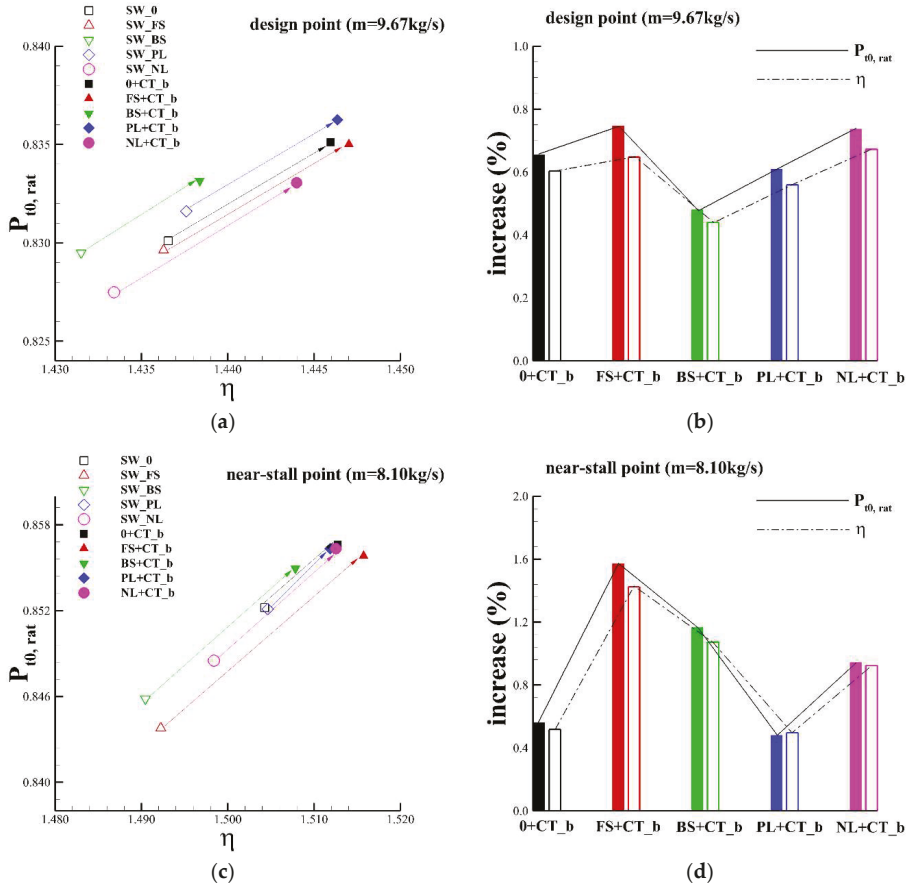 design point (m=9.67kg/s)
SW_0
SW_FS
SW_BS
SW_PL
SW_NL
0+CT_b
FS+CT_b
BS+CT_b
PL+CT_b
NL+CT_b
0.840
0.835
0.830
0.825
P_t0, rat
1.430 1.435 1.440 1.445 1.450
η
(a)
design point (m=9.67kg/s)
P_t0, rat
η
1.0
0.8
0.6
0.4
0.2
0.0
increase (%)
0+CT_b FS+CT_b BS+CT_b PL+CT_b NL+CT_b
(b)
near-stall point (m=8.10kg/s)
SW_0
SW_FS
SW_BS
SW_PL
SW_NL
0+CT_b
FS+CT_b
BS+CT_b
PL+CT_b
NL+CT_b
0.858
0.852
0.846
0.840
P_t0, rat
1.480 1.490 1.500 1.510 1.520
η
(c)
near-stall point (m=8.10kg/s)
P_t0, rat
η
2.0
1.6
1.2
0.8
0.4
0.0
increase (%)
0+CT_b FS+CT_b BS+CT_b PL+CT_b NL+CT_b
(d)